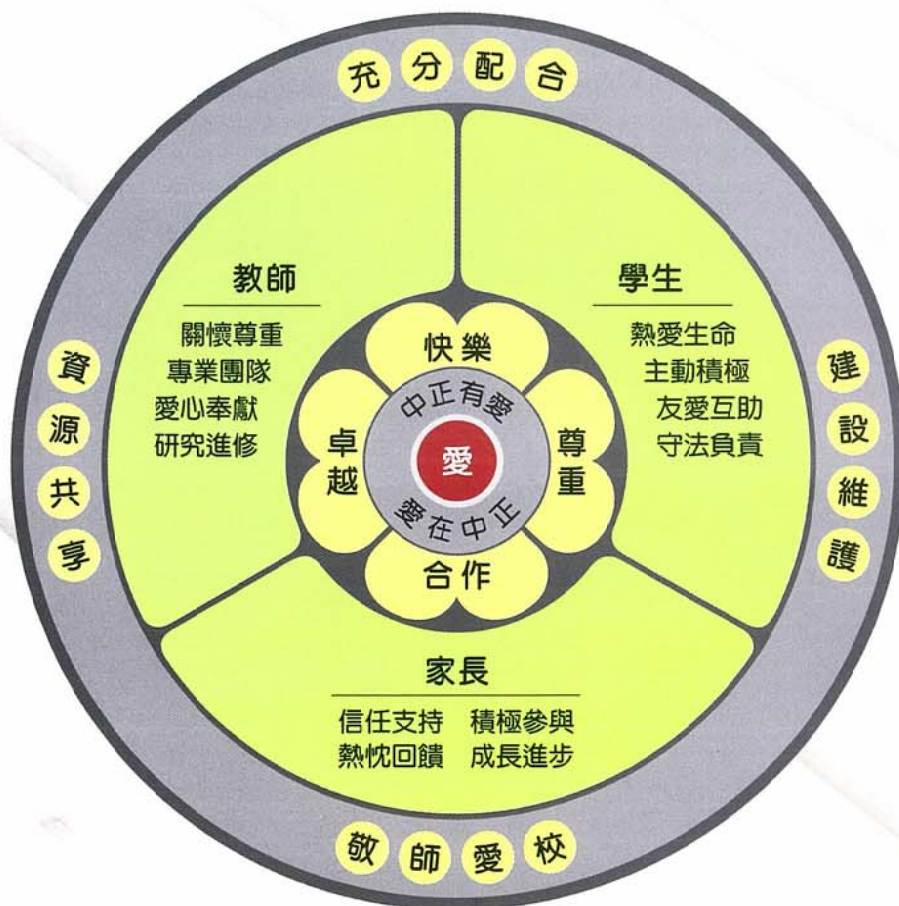 充分配合
教師
關懷尊重
專業團隊
愛心奉獻
研究進修
學生
熱愛生命
主動積極
友愛互助
守法負責
資源共享
建設維護
快樂
卓越
尊重
合作
中正有愛
愛
愛在中正
家長
信任支持 積極參與
熱忱回饋 成長進步
敬師愛校